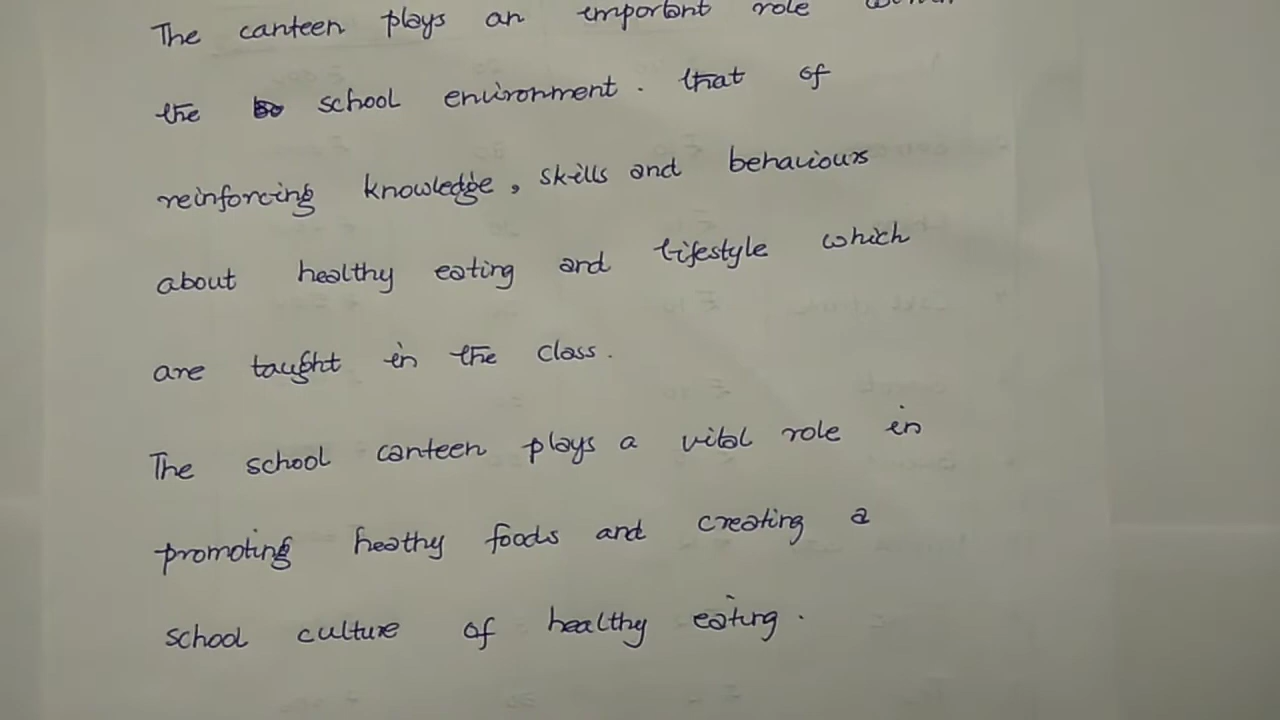 The canteen plays an important role within
the school environment. that of
reinforcing knowledge, skills and behaviours
about healthy eating and lifestyle which
are taught in the class.
The school canteen plays a vital role in
promoting heathy foods and creating a
school culture of healthy eating.